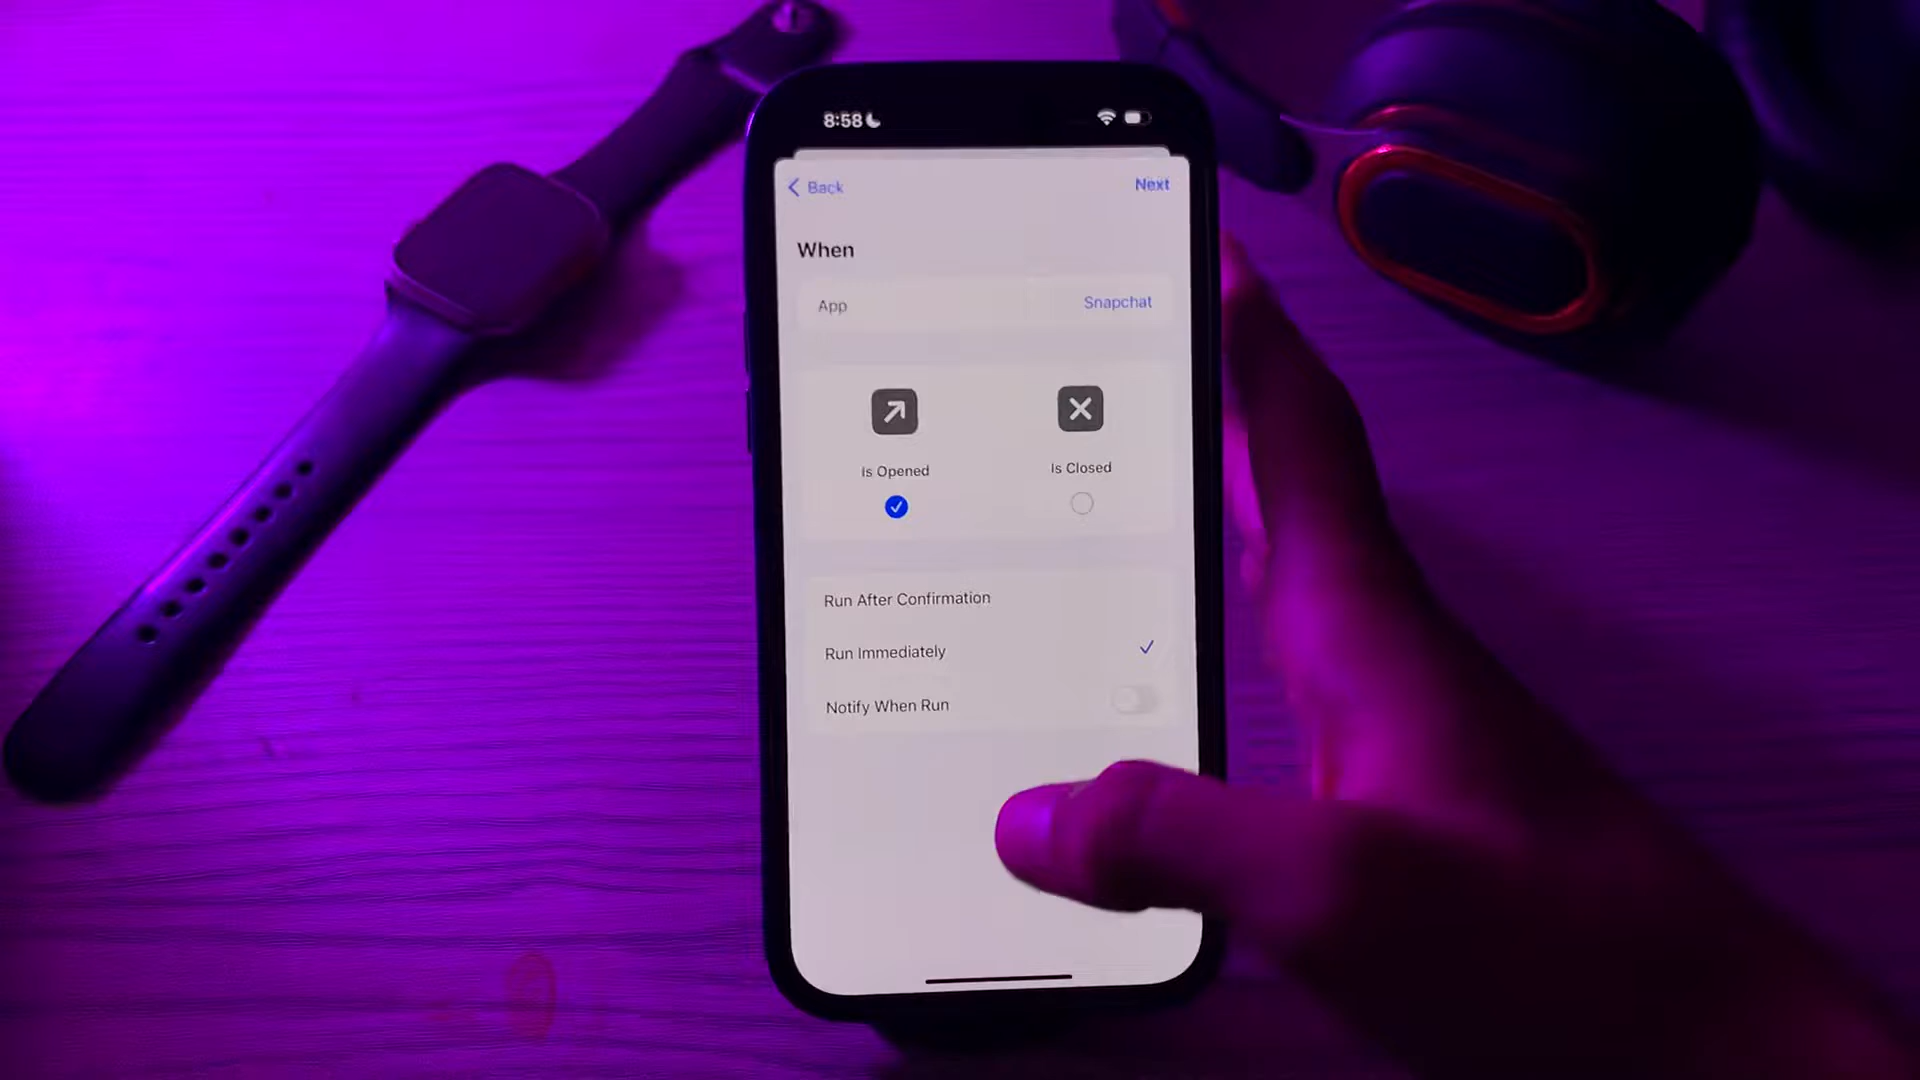 8:58
Back Next
When
App Snapchat
Is Opened Is Closed
Run After Confirmation
Run Immediately
Notify When Run